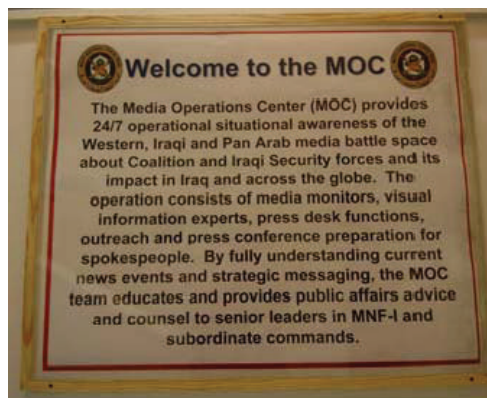 Welcome to the MOC
The Media Operations Center (MOC) provides
24/7 operational situational awareness of the
Western, Iraqi and Pan Arab media battle space
about Coalition and Iraqi Security forces and its
impact in Iraq and across the globe.  The
operation consists of media monitors, visual
information experts, press desk functions,
outreach and press conference preparation for
spokespeople.  By fully understanding current
news events and strategic messaging, the MOC
team educates and provides public affairs advice
and counsel to senior leaders in MNF-I and
subordinate commands.